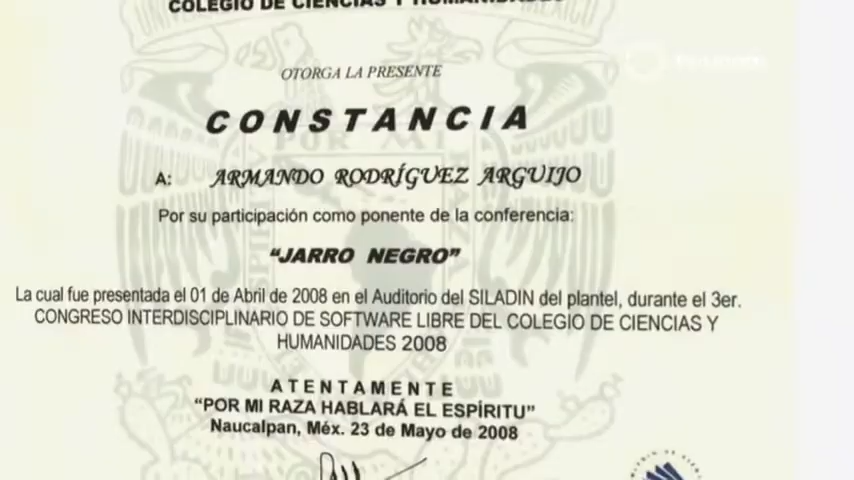 COLEGIO DE CIENCIAS Y HUMANIDADES
OTORGA LA PRESENTE
CONSTANCIA
A: ARMANDO RODRÍGUEZ ARGUIJO
Por su participación como ponente de la conferencia:
“JARRO NEGRO”
La cual fue presentada el 01 de Abril de 2008 en el Auditorio del SILADIN del plantel, durante el 3er.
CONGRESO INTERDISCIPLINARIO DE SOFTWARE LIBRE DEL COLEGIO DE CIENCIAS Y
HUMANIDADES 2008
ATENTAMENTE
“POR MI RAZA HABLARÁ EL ESPÍRITU”
Naucalpan, Méx. 23 de Mayo de 2008